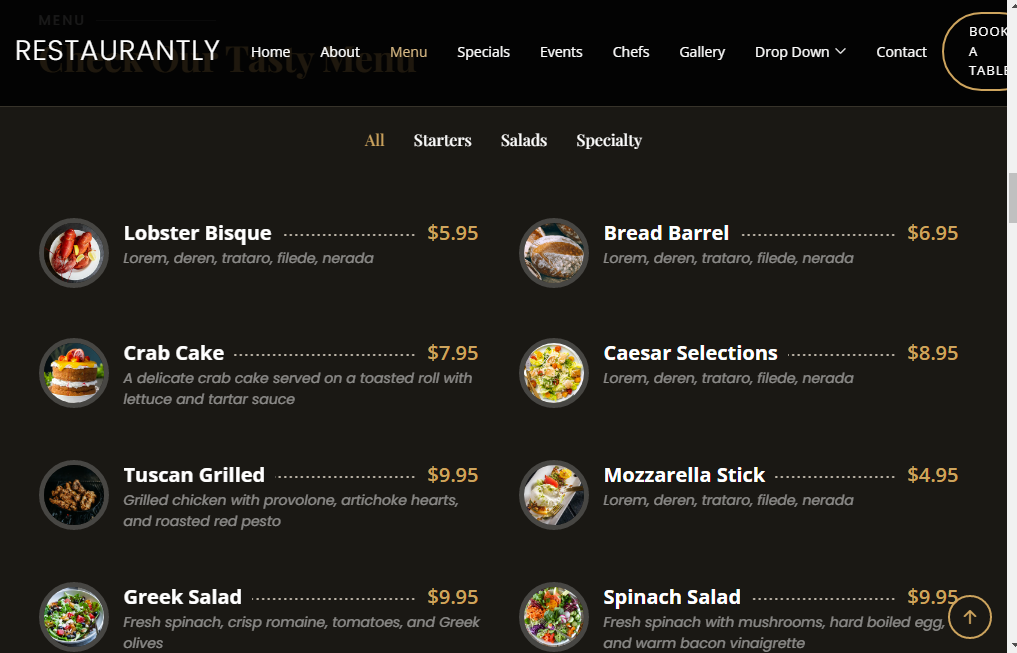 MENU
Check Our Tasty Menu
RESTAURANTLY
Home
About
Menu
Specials
Events
Chefs
Gallery
Drop Down
Contact
BOOK
A
TABLE
All
Starters
Salads
Specialty
Lobster Bisque $5.95
Lorem, deren, trataro, filede, nerada
Bread Barrel $6.95
Lorem, deren, trataro, filede, nerada
Crab Cake $7.95
A delicate crab cake served on a toasted roll with
lettuce and tartar sauce
Caesar Selections $8.95
Lorem, deren, trataro, filede, nerada
Tuscan Grilled $9.95
Grilled chicken with provolone, artichoke hearts,
and roasted red pesto
Mozzarella Stick $4.95
Lorem, deren, trataro, filede, nerada
Greek Salad $9.95
Fresh spinach, crisp romaine, tomatoes, and Greek
olives
Spinach Salad $9.95
Fresh spinach with mushrooms, hard boiled egg,
and warm bacon vinaigrette